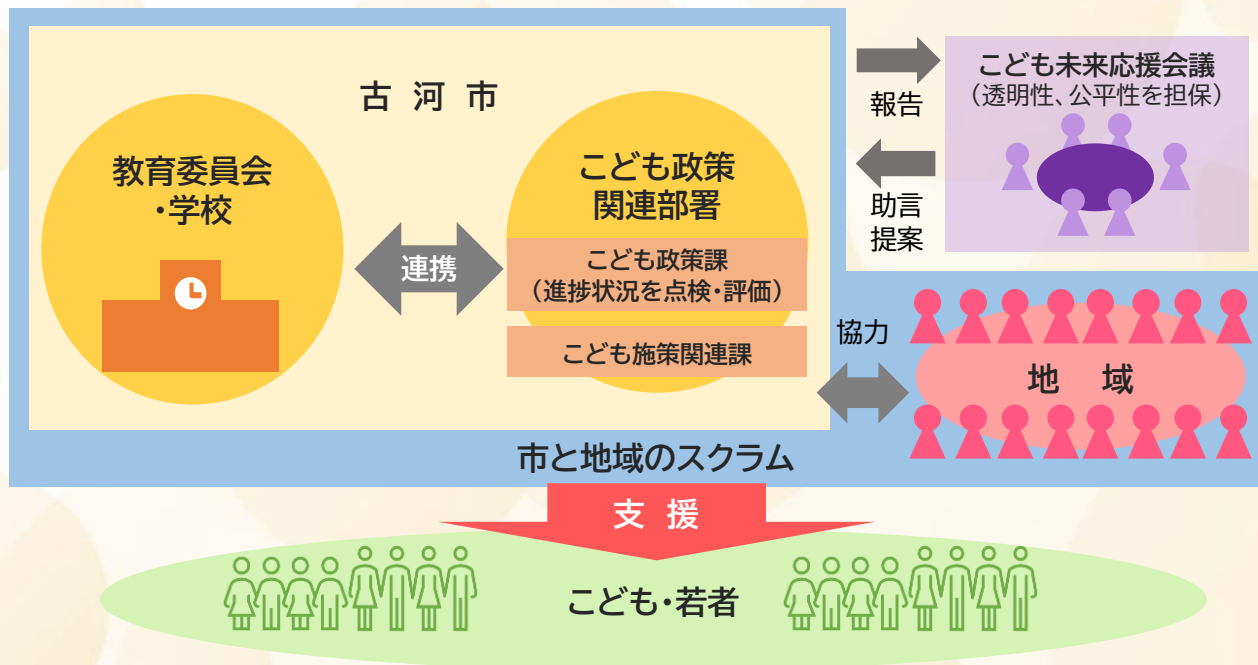 古河市
教育委員会
・学校
連携
こども政策
関連部署
こども政策課
（進捗状況を点検・評価）
こども施策関連課
報告
助言
提案
こども未来応援会議
（透明性、公平性を担保）
協力
地域
市と地域のスクラム
支援
こども・若者